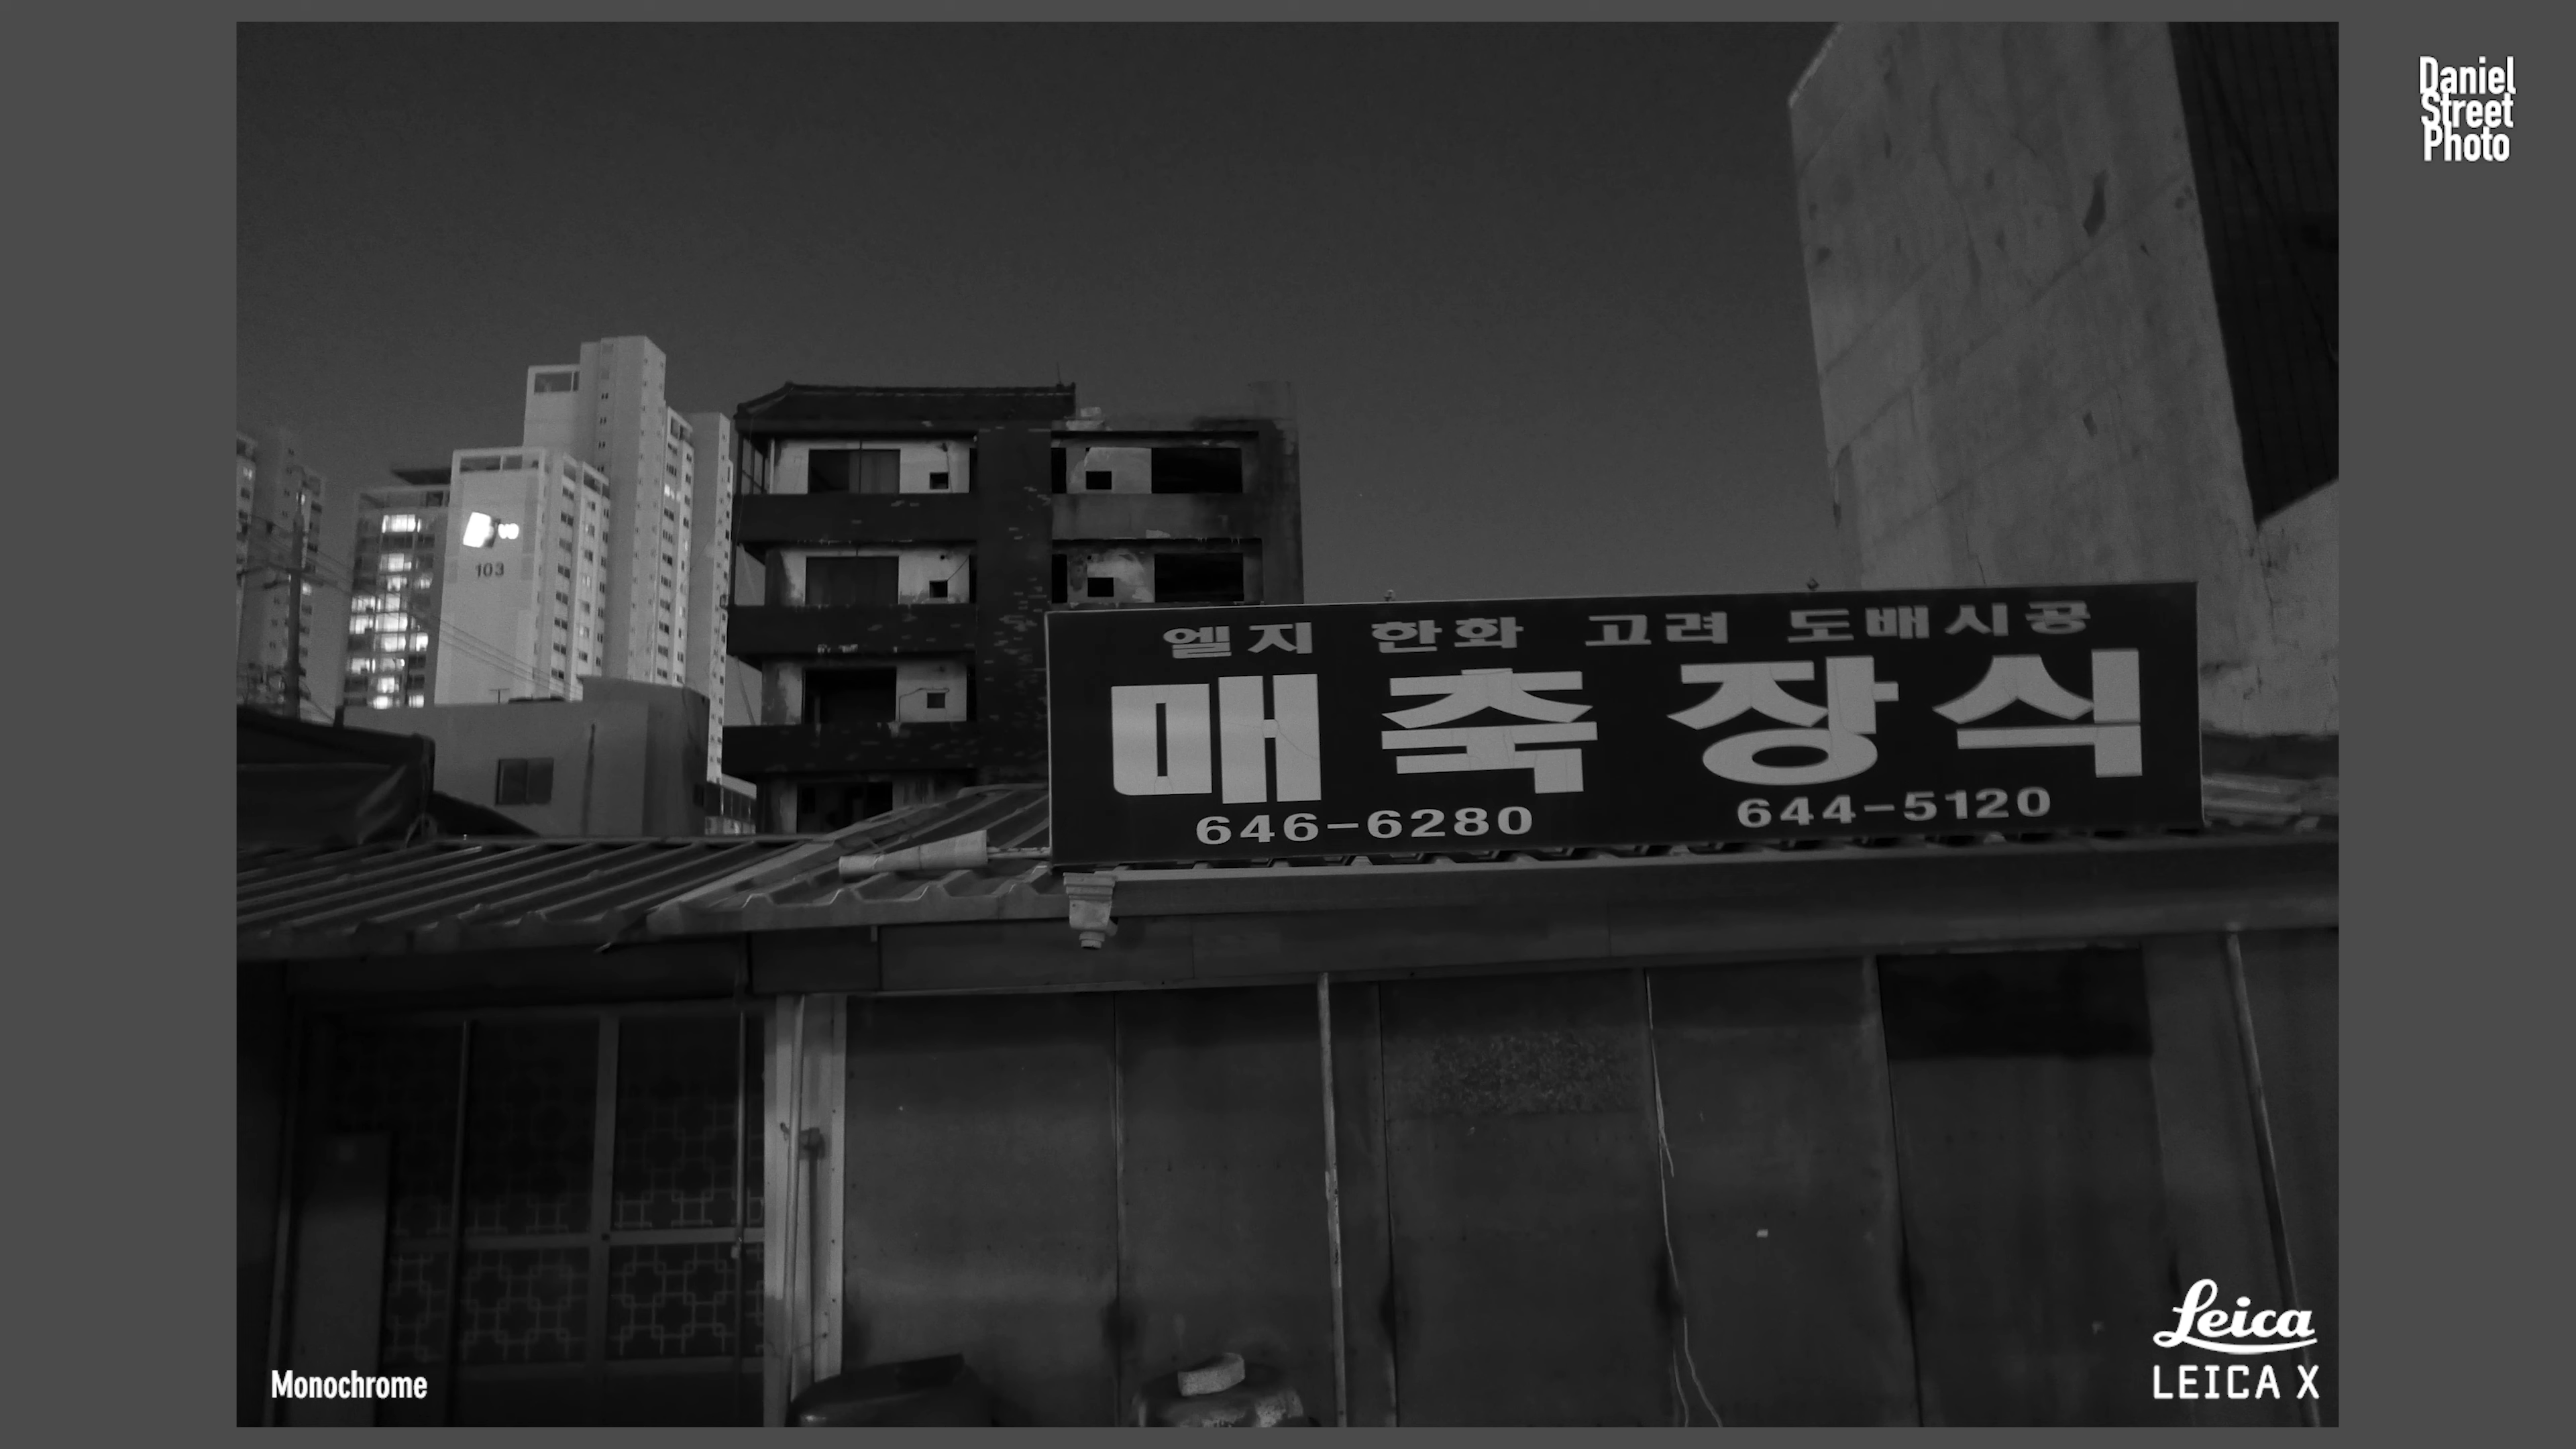 Daniel
Street
Photo
103
엘지 한화 고려 도배시공
매축장식
646-6280 644-5120
Monochrome
Leica
LEICA X